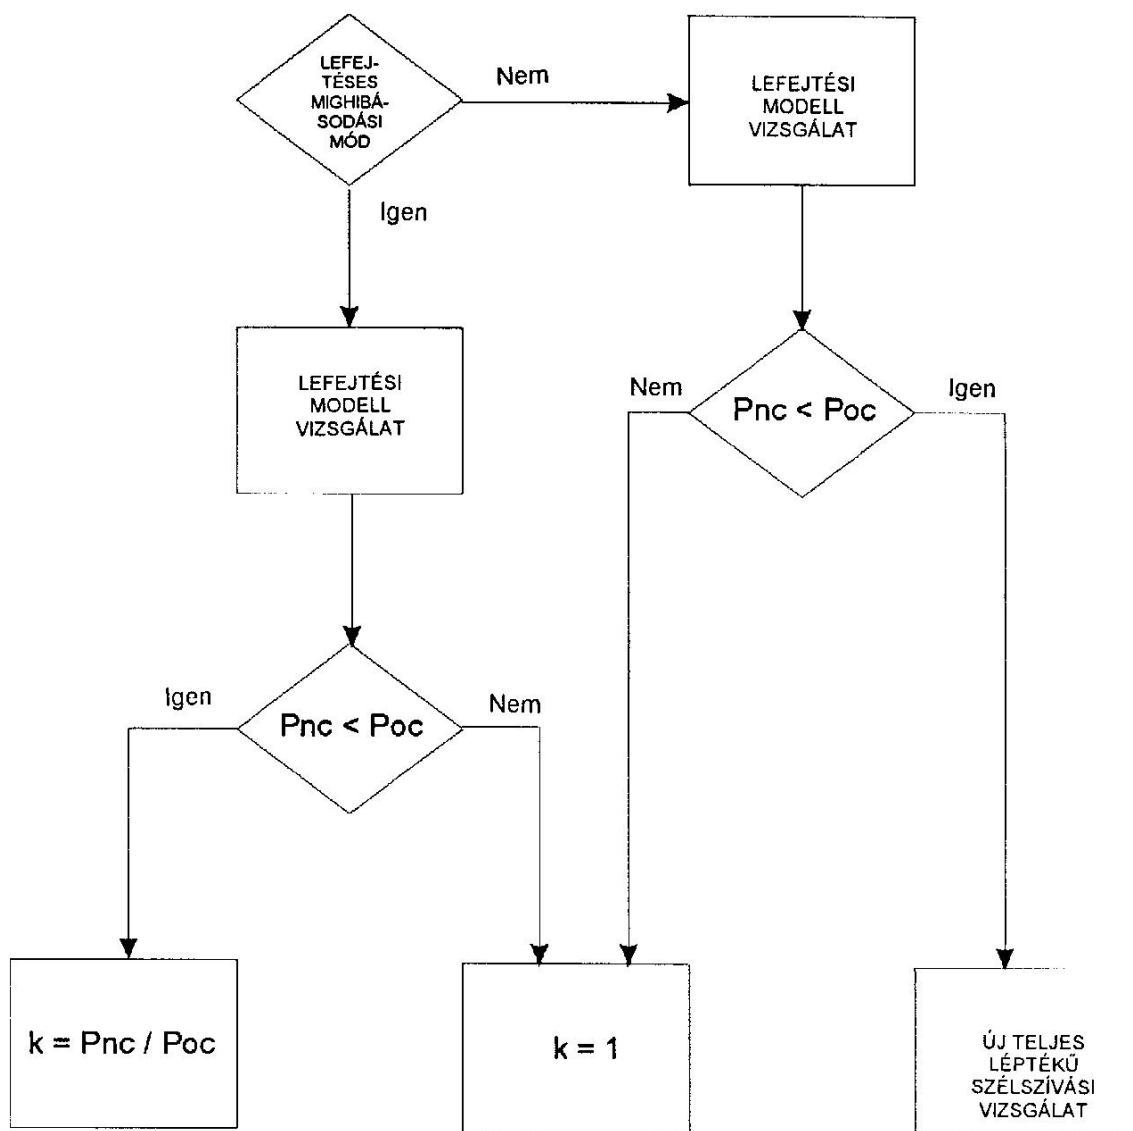 LEFEJ-
TÉSES
MIGHIBÁ-
SODÁSI
MÓD
Nem
LEFEJTÉSI
MODELL
VIZSGÁLAT
Igen
LEFEJTÉSI
MODELL
VIZSGÁLAT
Nem
Pnc < Poc
Igen
Igen
Pnc < Poc
Nem
k = Pnc / Poc
k = 1
ÚJ TELJES
LÉPTÉKŰ
SZÉLSZÍVÁSI
VIZSGÁLAT